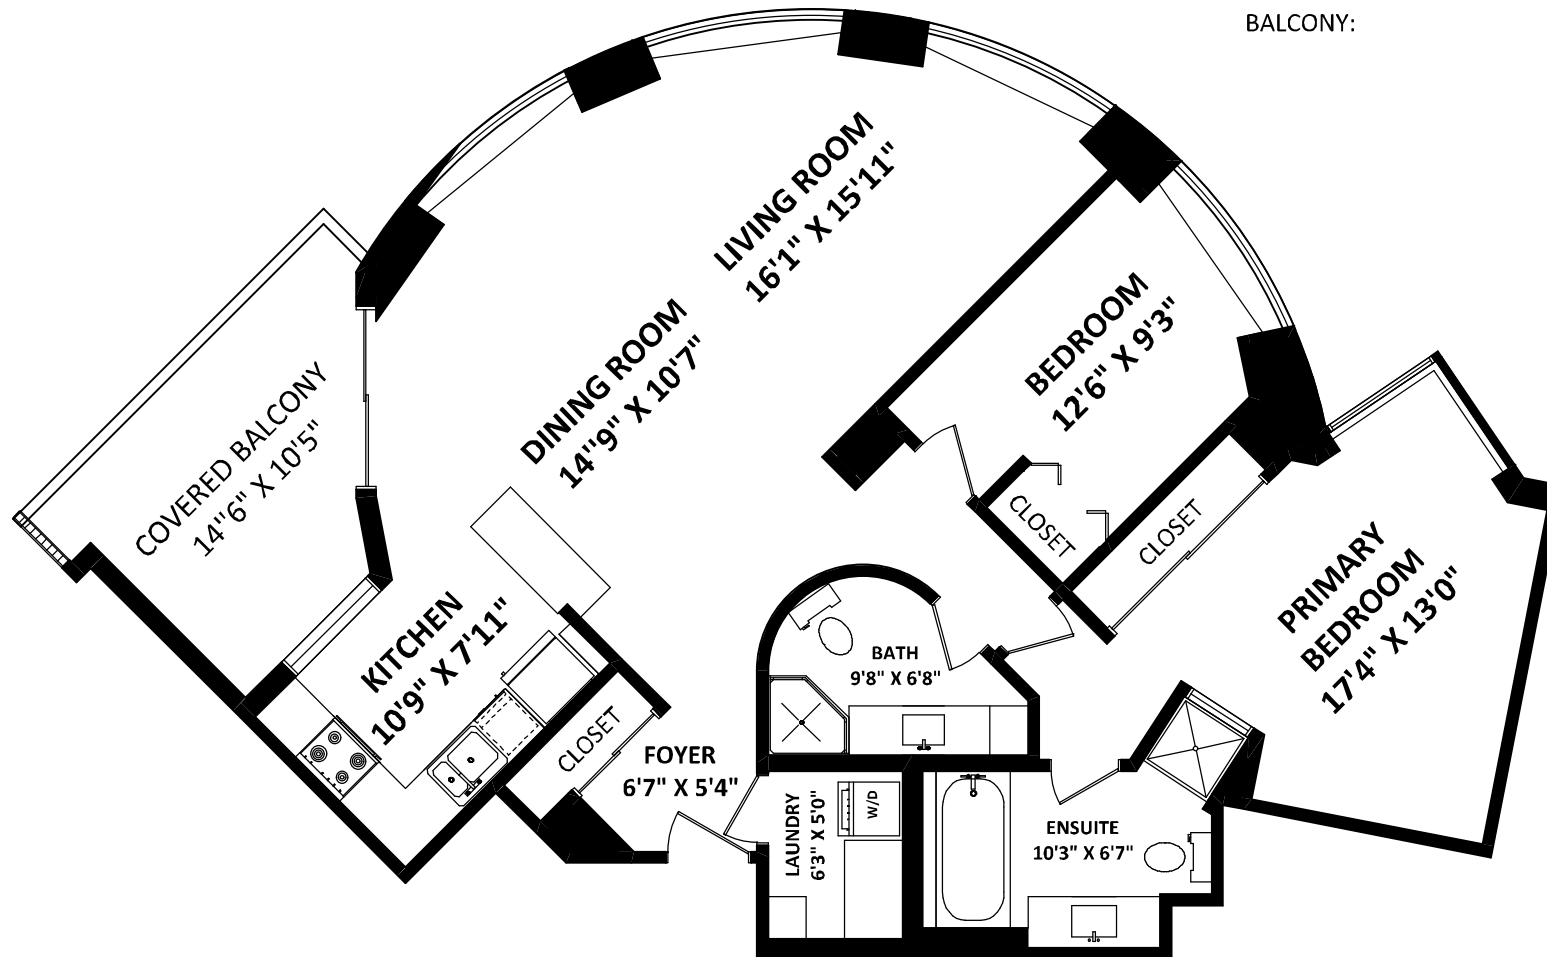 BALCONY:
LIVING ROOM
16'1" X 15'11"
DINING ROOM
14''9" X 10'7"
BEDROOM
12'6" X 9'3"
COVERED BALCONY
14''6" X 10'5"
CLOSET
CLOSET
PRIMARY
BEDROOM
17'4" X 13'0"
KITCHEN
10'9" X 7'11"
BATH
9'8" X 6'8"
CLOSET
FOYER
6'7" X 5'4"
LAUNDRY
6'3" X 5'0"
W/D
ENSUITE
10'3" X 6'7"